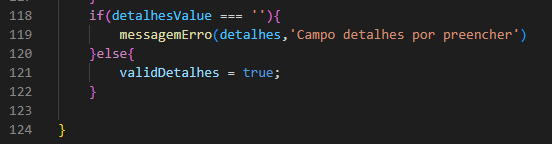 118 if(detalhesValue === ''){
119 messagemErro(detalhes,'Campo detalhes por preencher')
120 }else{
121 validDetalhes = true;
122 }
123
124 }